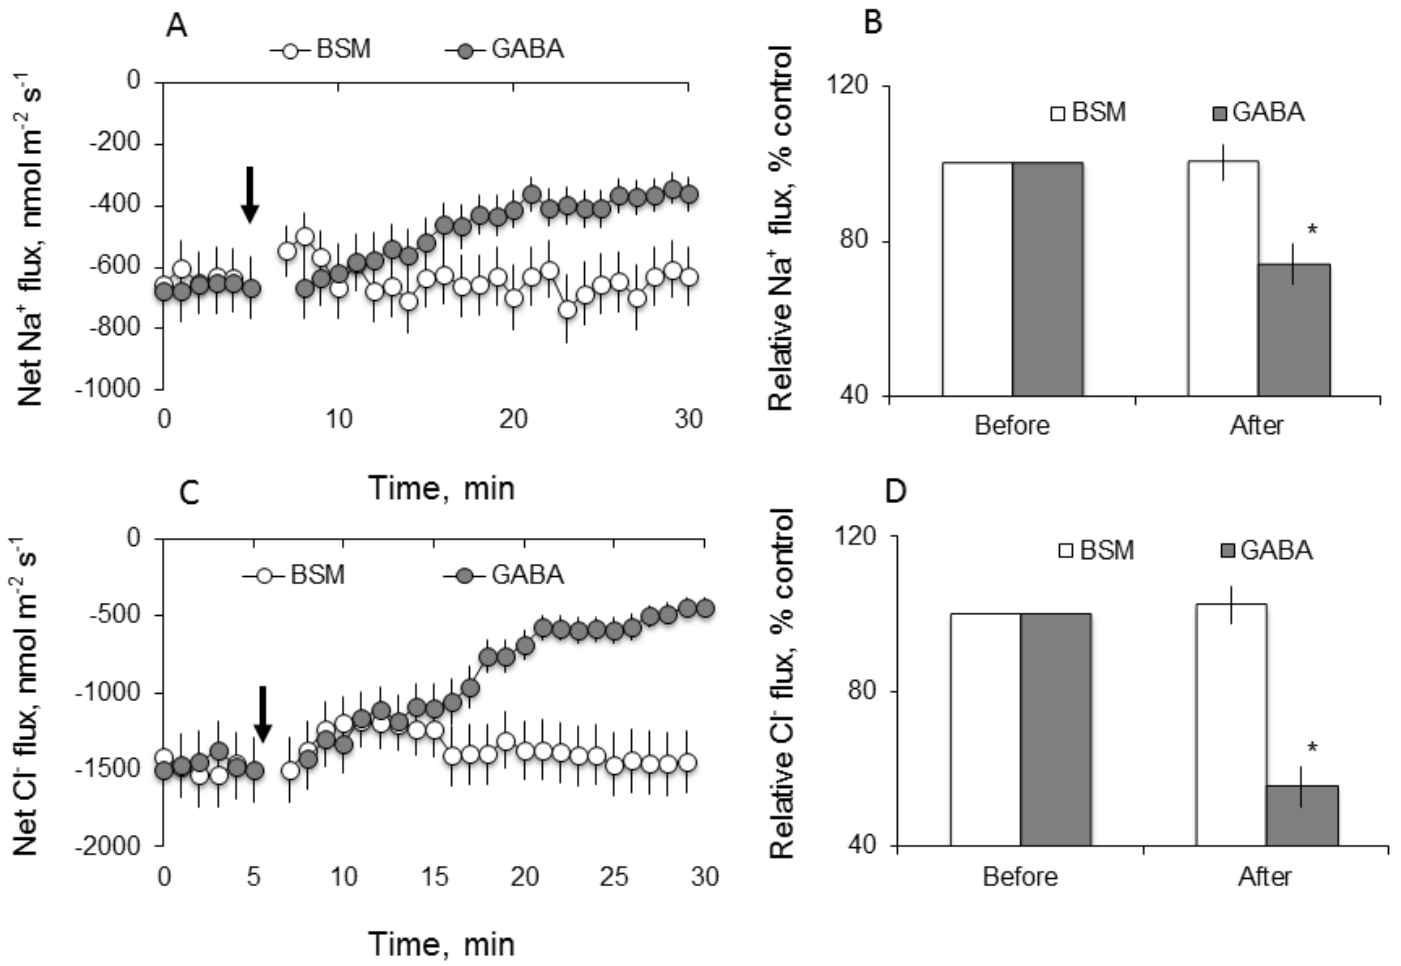 A
BSM GABA
Net Na⁺ flux, nmol m⁻² s⁻¹
0
-200
-400
-600
-800
-1000
0 10 20 30
Time, min
B
Relative Na⁺ flux, % control
120
80
40
BSM GABA
*
Before After
C
Net Cl⁻ flux, nmol m⁻² s⁻¹
0
-500
-1000
-1500
-2000
BSM GABA
0 5 10 15 20 25 30
Time, min
D
Relative Cl⁻ flux, % control
120
80
40
BSM GABA
*
Before After